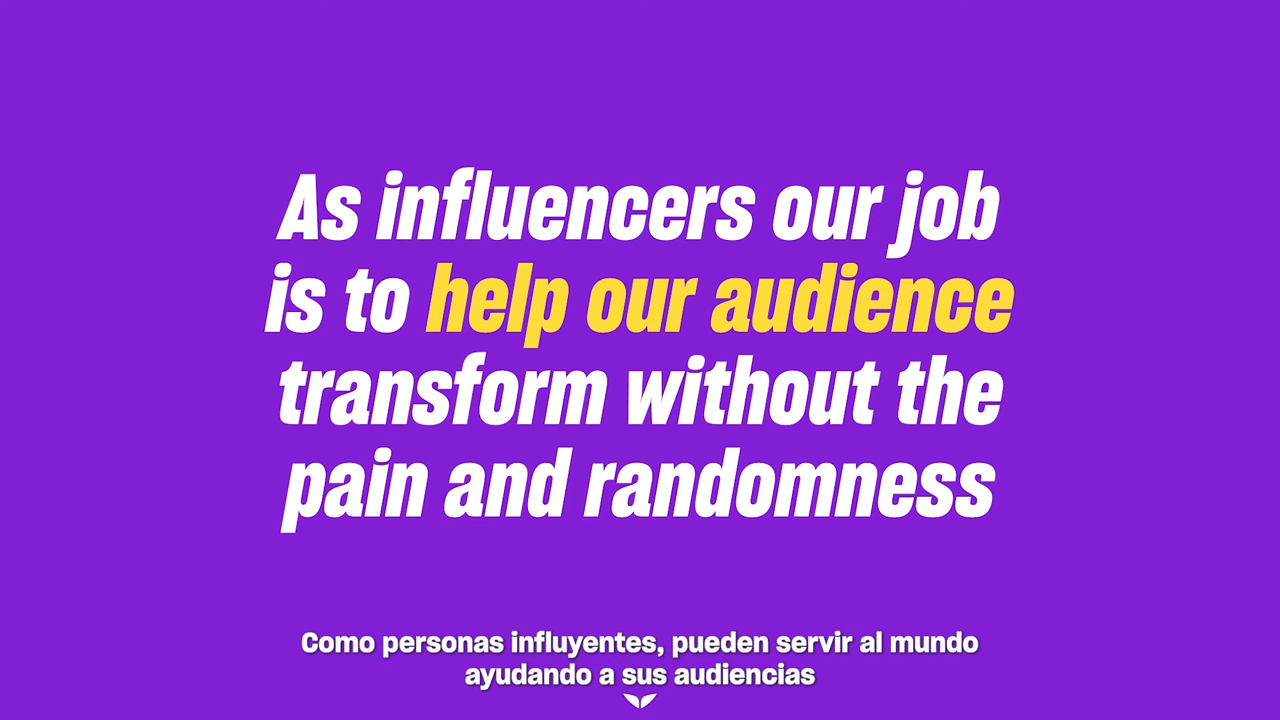 As influencers our job
is to help our audience
transform without the
pain and randomness
Como personas influyentes, pueden servir al mundo
ayudando a sus audiencias